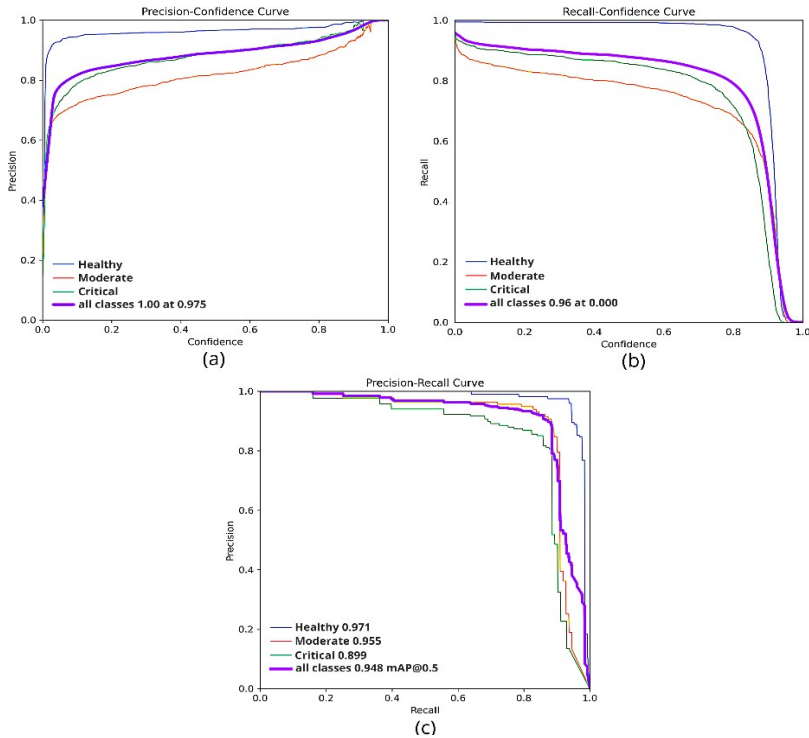 Precision-Confidence Curve
1.0
0.8
0.6
0.4
0.2
0.0
Precision
Healthy
Moderate
Critical
all classes 1.00 at 0.975
0.0 0.2 0.4 0.6 0.8 1.0
Confidence
(a)
Recall-Confidence Curve
1.0
0.8
0.6
0.4
0.2
0.0
Recall
Healthy
Moderate
Critical
all classes 0.96 at 0.000
0.0 0.2 0.4 0.6 0.8 1.0
Confidence
(b)
Precision-Recall Curve
1.0
0.8
0.6
0.4
0.2
0.0
Precision
Healthy 0.971
Moderate 0.955
Critical 0.899
all classes 0.948 mAP@0.5
0.0 0.2 0.4 0.6 0.8 1.0
Recall
(c)